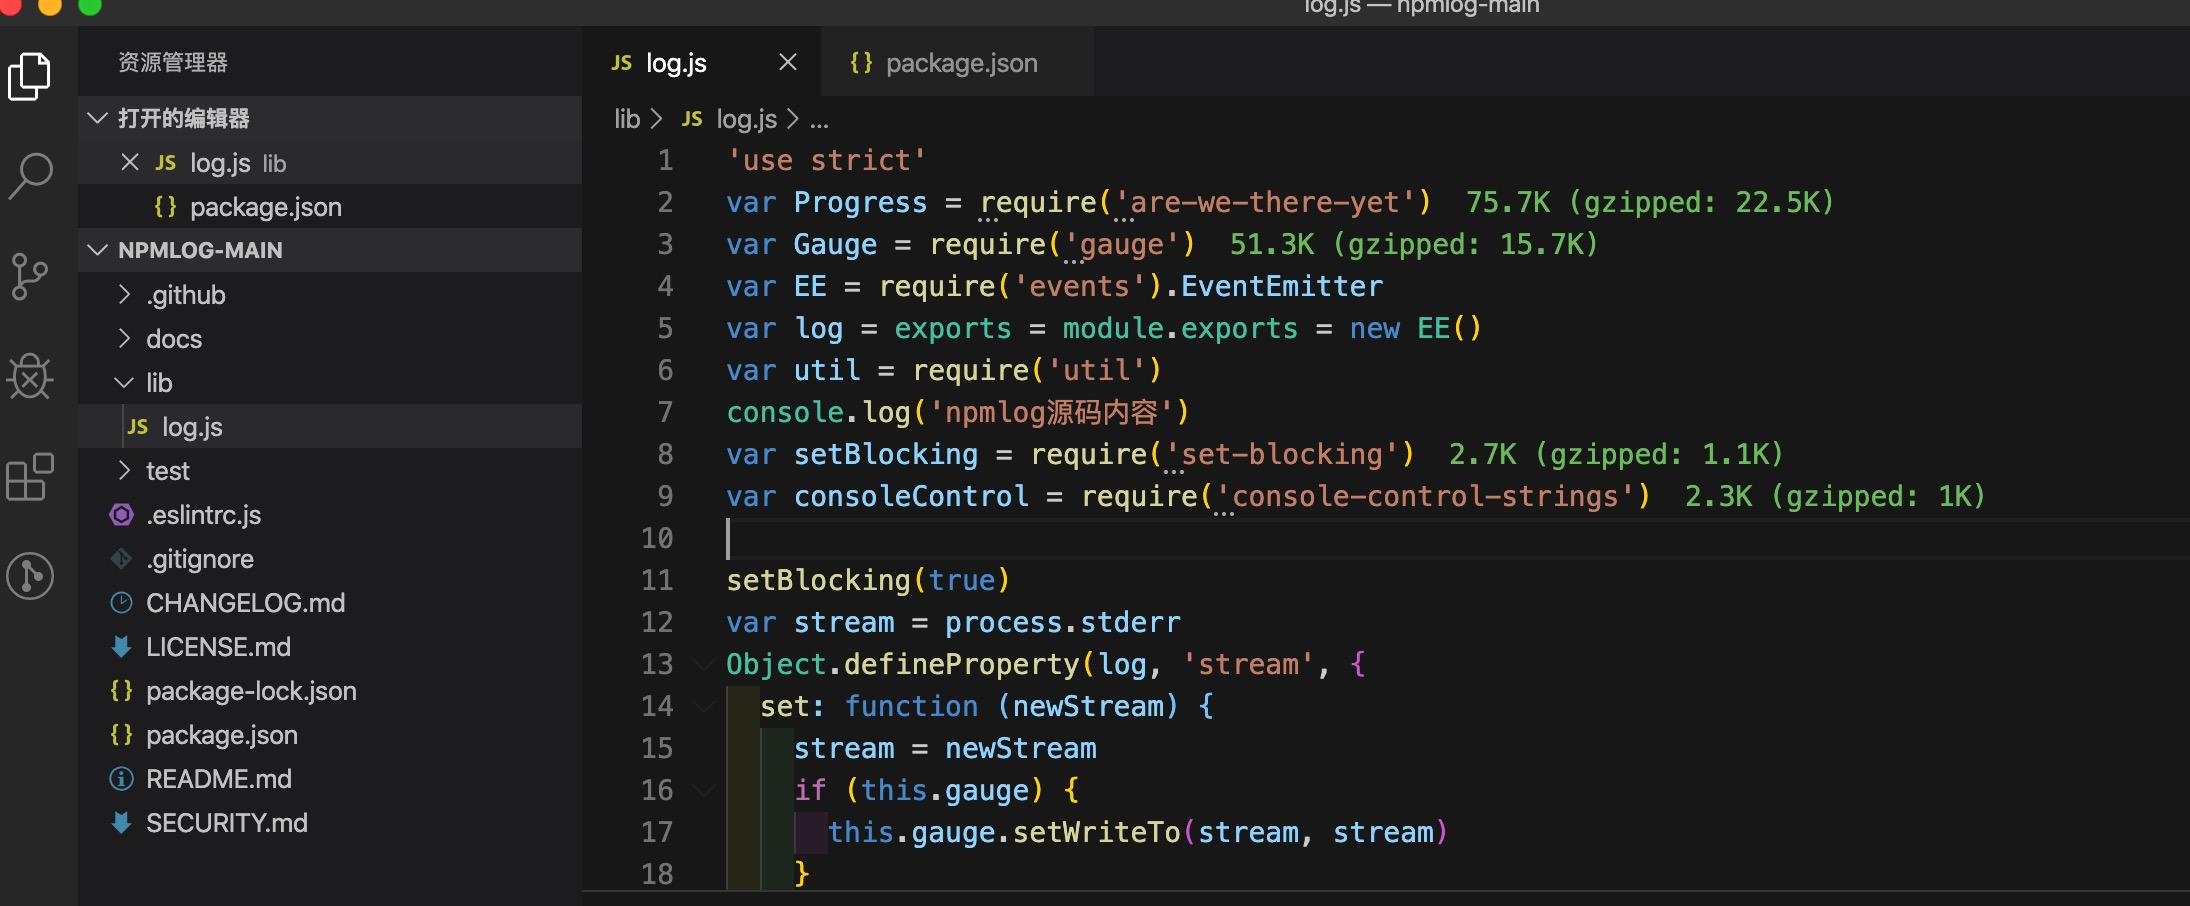 log.js — npmlog-main
资源管理器
打开的编辑器
JS log.js lib
{} package.json
NPMLOG-MAIN
.github
docs
lib
JS log.js
test
.eslintrc.js
.gitignore
CHANGELOG.md
LICENSE.md
{} package-lock.json
{} package.json
README.md
SECURITY.md
JS log.js
{} package.json
lib > JS log.js > ...
1 'use strict'
2 var Progress = require('are-we-there-yet') 75.7K (gzipped: 22.5K)
3 var Gauge = require('gauge') 51.3K (gzipped: 15.7K)
4 var EE = require('events').EventEmitter
5 var log = exports = module.exports = new EE()
6 var util = require('util')
7 console.log('npmlog源码内容')
8 var setBlocking = require('set-blocking') 2.7K (gzipped: 1.1K)
9 var consoleControl = require('console-control-strings') 2.3K (gzipped: 1K)
10
11 setBlocking(true)
12 var stream = process.stderr
13 Object.defineProperty(log, 'stream', {
14 set: function (newStream) {
15 stream = newStream
16 if (this.gauge) {
17 this.gauge.setWriteTo(stream, stream)
18 }